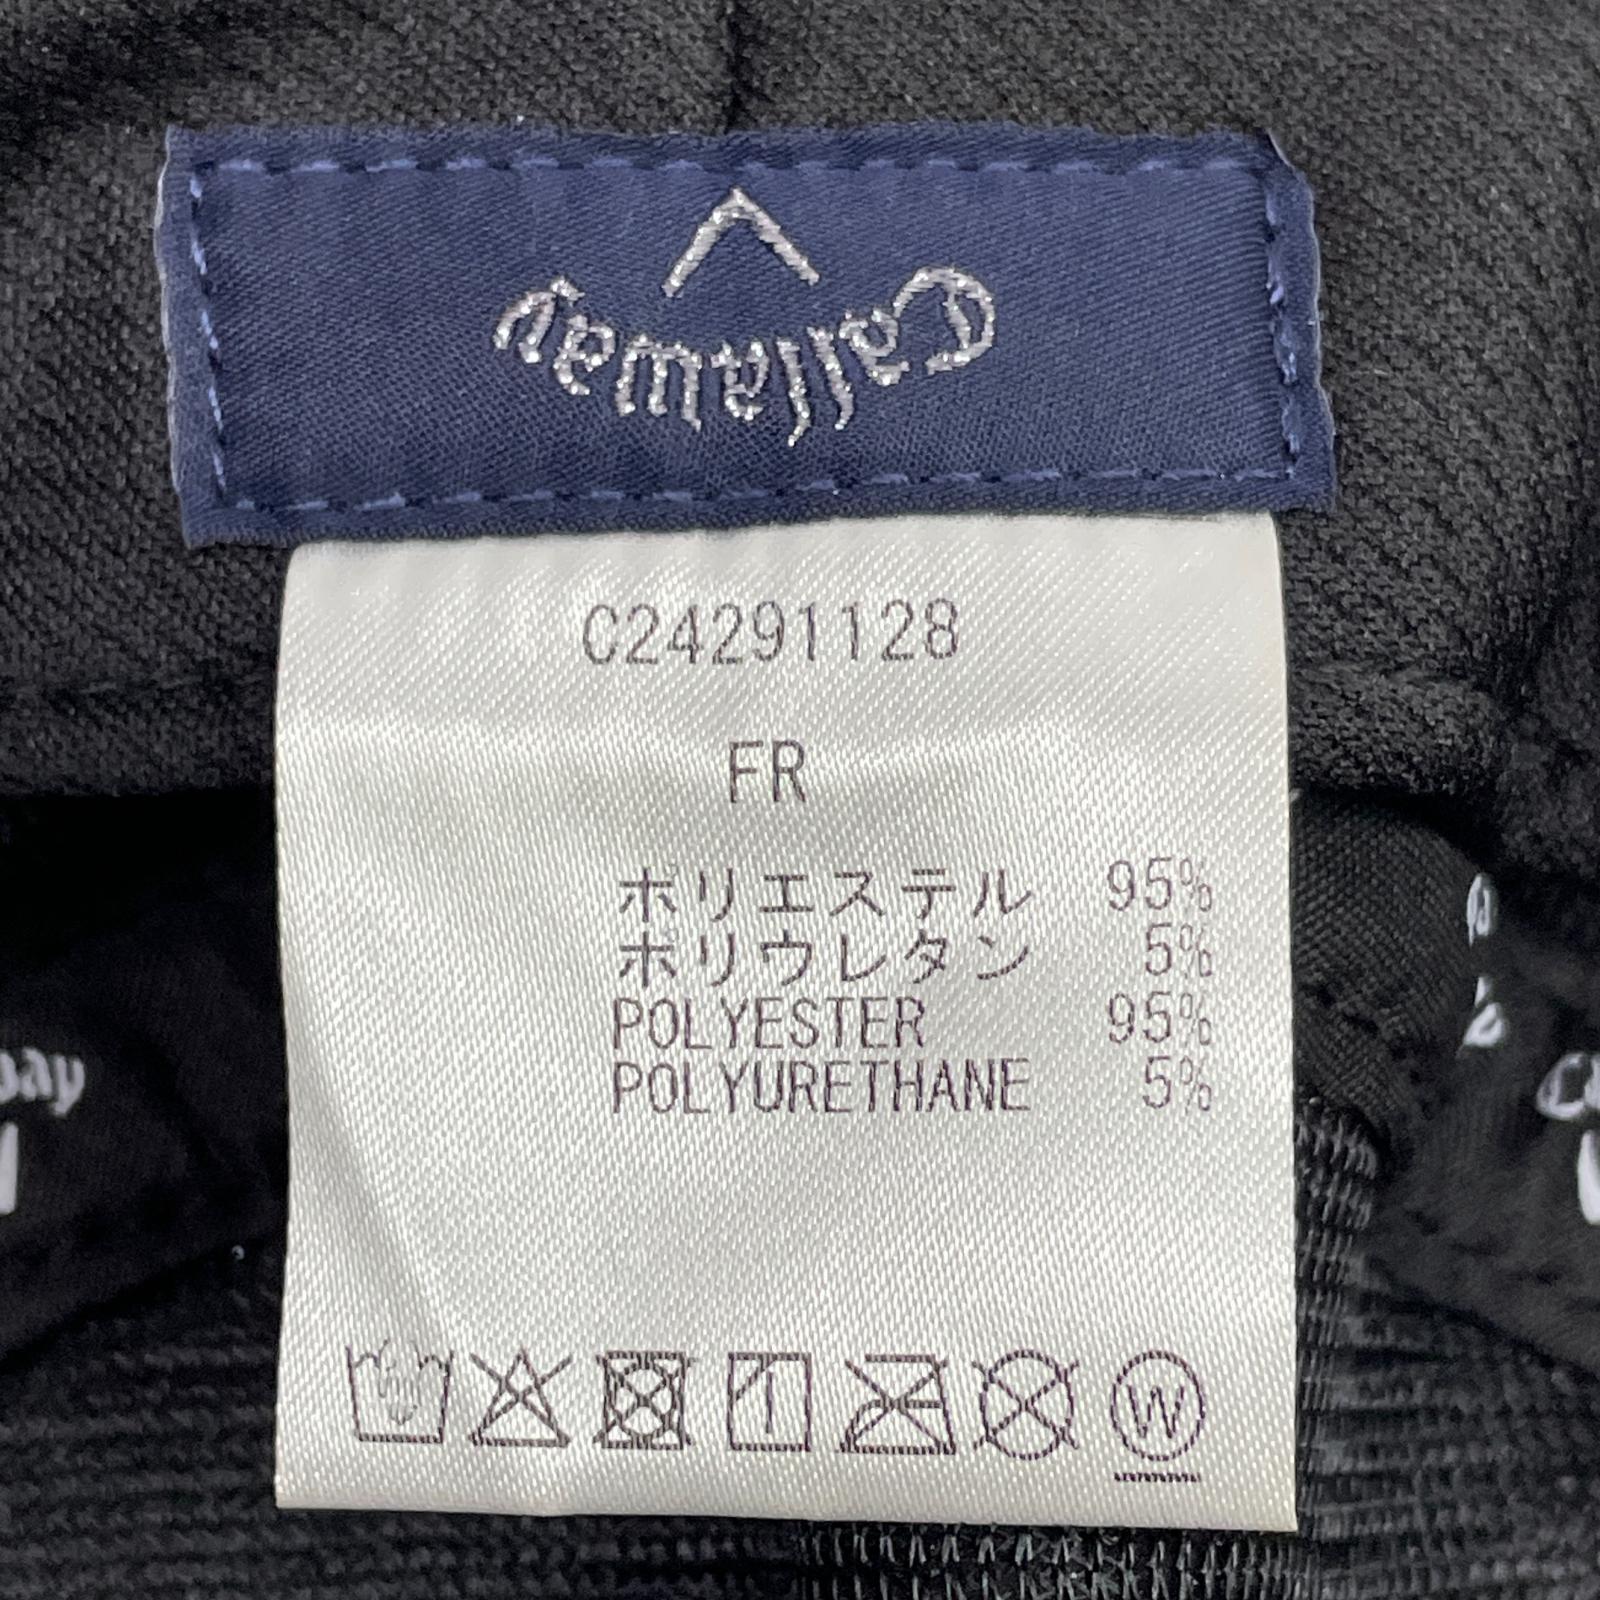 Callaway
C24291128
FR
ポリエステル 95%
ポリウレタン 5%
POLYESTER 95%
POLYURETHANE 5%
W